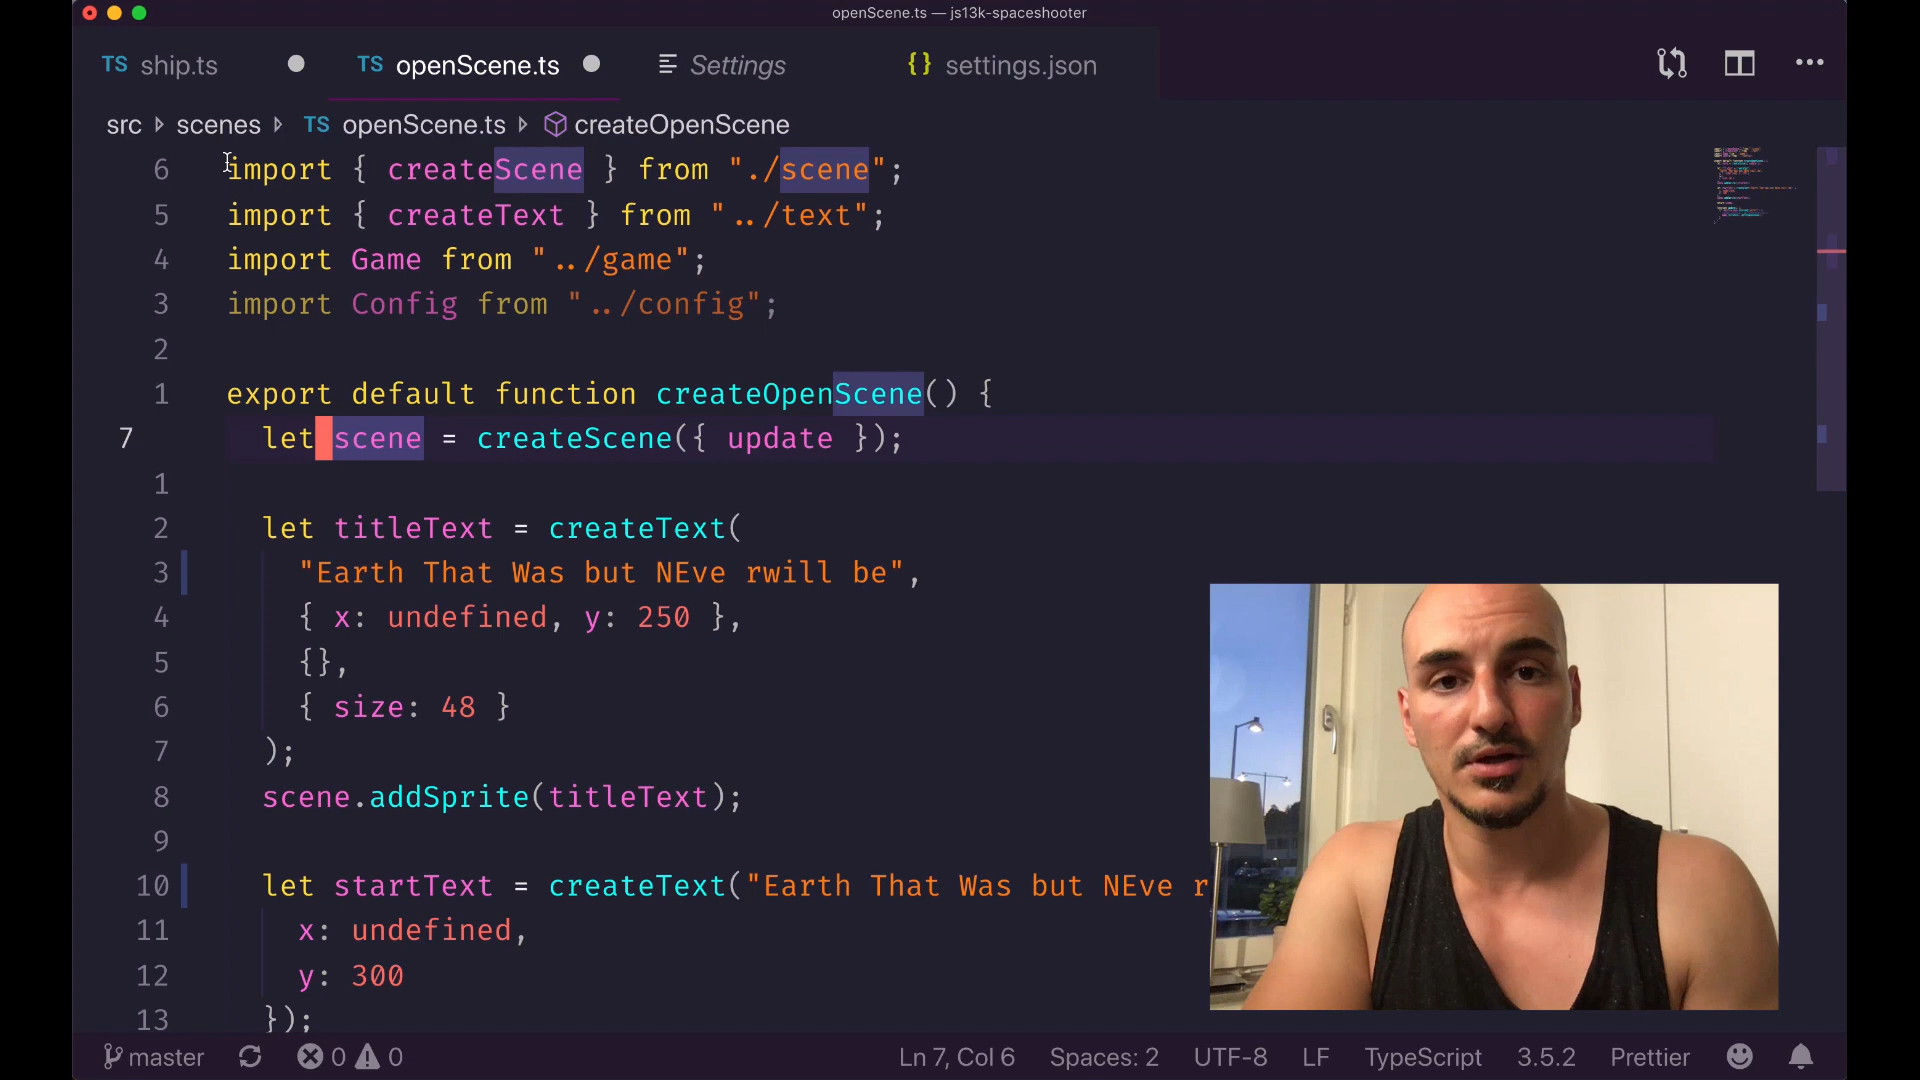 openScene.ts — js13k-spaceshooter
TS ship.ts TS openScene.ts Settings {} settings.json
src scenes TS openScene.ts createOpenScene
6 import { createScene } from "./scene";
5 import { createText } from "../text";
4 import Game from "../game";
3 import Config from "../config";
2
1 export default function createOpenScene() {
7 let scene = createScene({ update });
1
2 let titleText = createText(
3 "Earth That Was but NEve rwill be",
4 { x: undefined, y: 250 },
5 {},
6 { size: 48 }
7 );
8 scene.addSprite(titleText);
9
10 let startText = createText("Earth That Was but NEve r
11 x: undefined,
12 y: 300
13 });
master 0 0 Ln 7, Col 6 Spaces: 2 UTF-8 LF TypeScript 3.5.2 Prettier